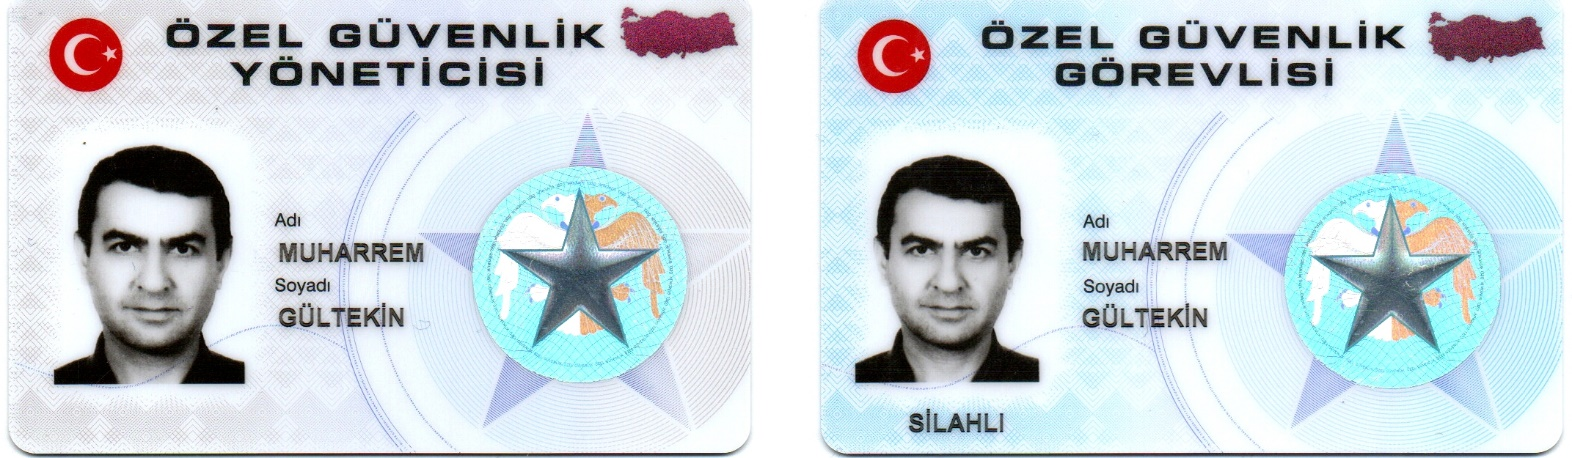 ÖZEL GÜVENLİK
YÖNETİCİSİ
Adı
MUHARREM
Soyadı
GÜLTEKİN
ÖZEL GÜVENLİK
GÖREVLİSİ
Adı
MUHARREM
Soyadı
GÜLTEKİN
SİLAHLI